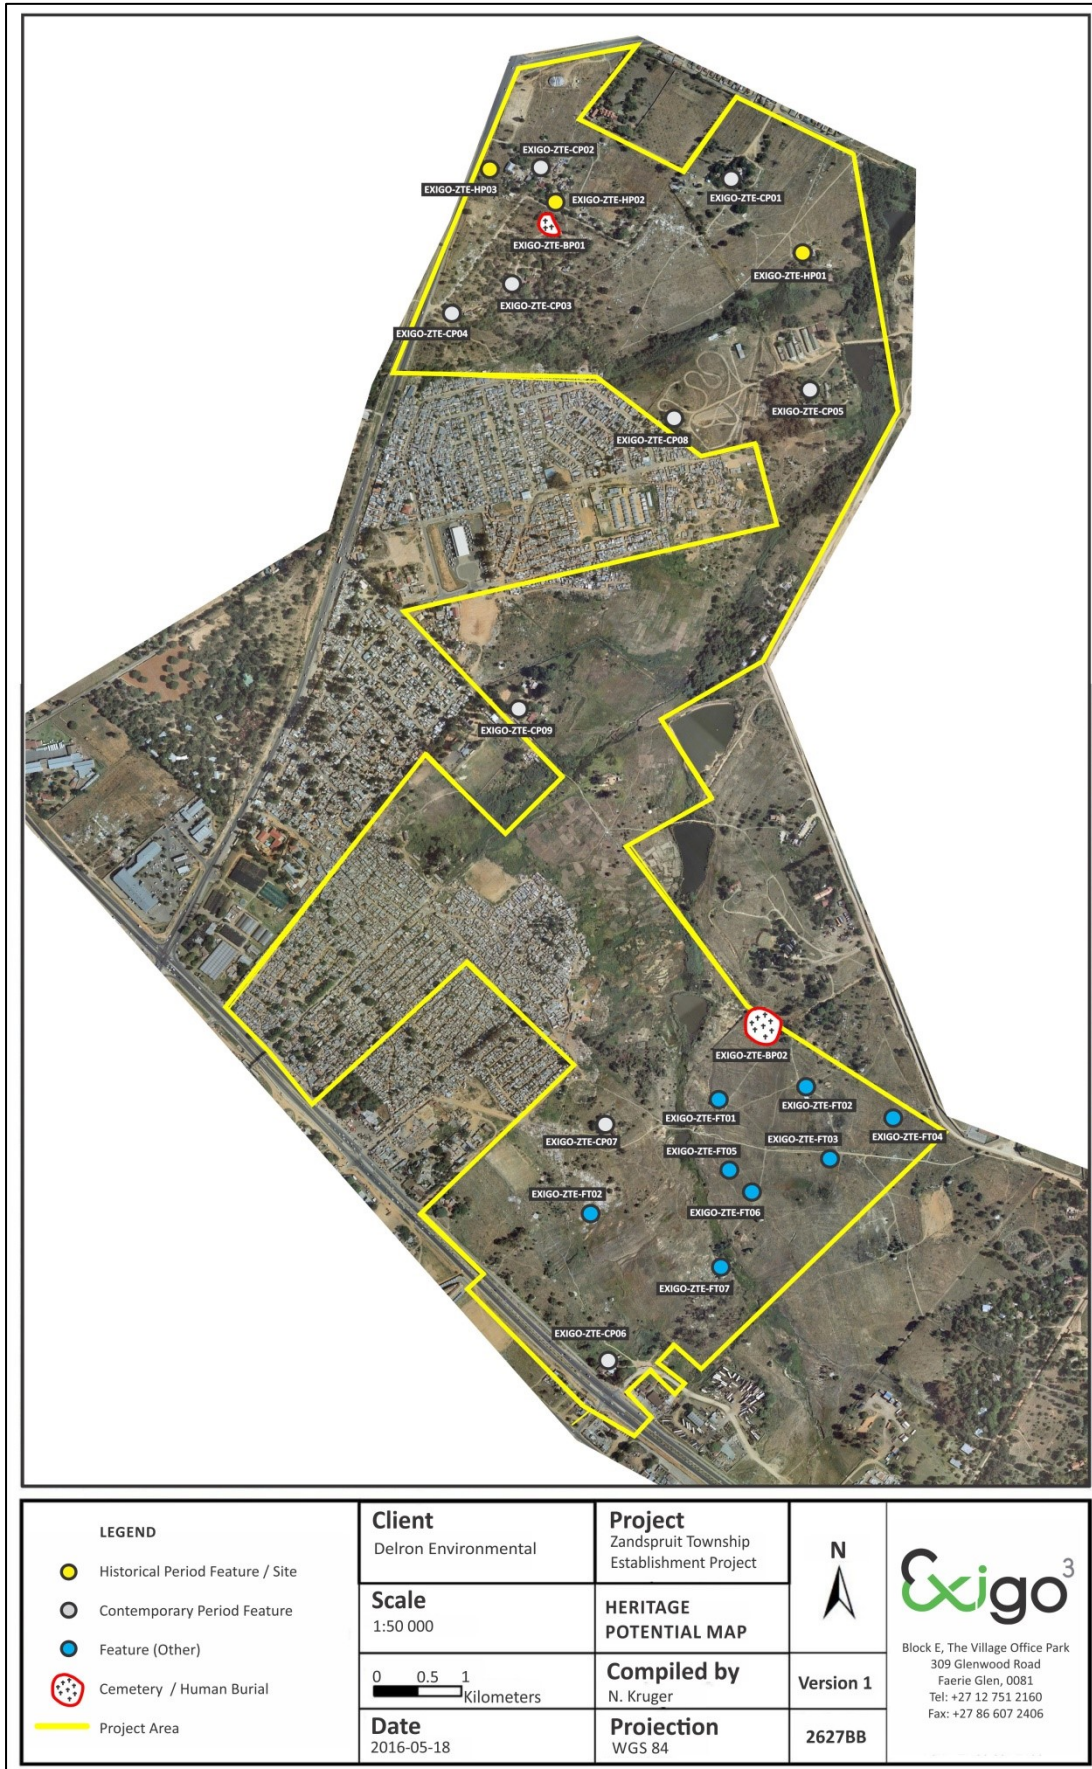 EXIGO-ZTE-CP02
EXIGO-ZTE-HP03
EXIGO-ZTE-HP02
EXIGO-ZTE-CP01
EXIGO-ZTE-BP01
EXIGO-ZTE-HP01
EXIGO-ZTE-CP03
EXIGO-ZTE-CP04
EXIGO-ZTE-CP05
EXIGO-ZTE-CP08
EXIGO-ZTE-CP09
EXIGO-ZTE-BP02
EXIGO-ZTE-FT02
EXIGO-ZTE-FT01
EXIGO-ZTE-FT04
EXIGO-ZTE-CP07
EXIGO-ZTE-FT03
EXIGO-ZTE-FT05
EXIGO-ZTE-FT02
EXIGO-ZTE-FT06
EXIGO-ZTE-FT07
EXIGO-ZTE-CP06
LEGEND
Historical Period Feature / Site
Contemporary Period Feature
Feature (Other)
Cemetery / Human Burial
Project Area
Client
Delron Environmental
Scale
1:50 000
0 0.5 1
Kilometers
Date
2016-05-18
Project
Zandspruit Township
Establishment Project
HERITAGE
POTENTIAL MAP
Compiled by
N. Kruger
Proiection
WGS 84
N
Version 1
2627BB
Exigo3
Block E, The Village Office Park
309 Glenwood Road
Faerie Glen, 0081
Tel: +27 12 751 2160
Fax: +27 86 607 2406